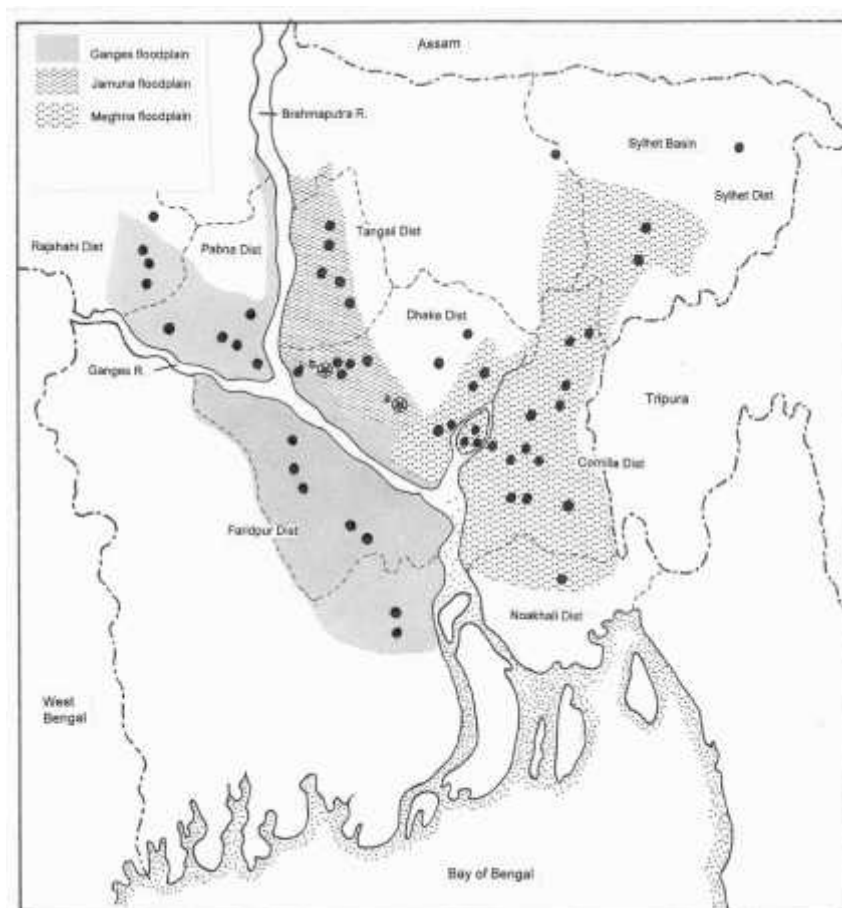 Assam
Ganges floodplain
Jamuna floodplain
Meghna floodplain
Brahmaputra R.
Sylhet Basin
Sylhet Dist
Rajshahi Dist
Pabna Dist
Tangail Dist
Dhaka Dist
Ganges R.
Tripura
Comilla Dist
Faridpur Dist
Noakhali Dist
West
Bengal
Bay of Bengal